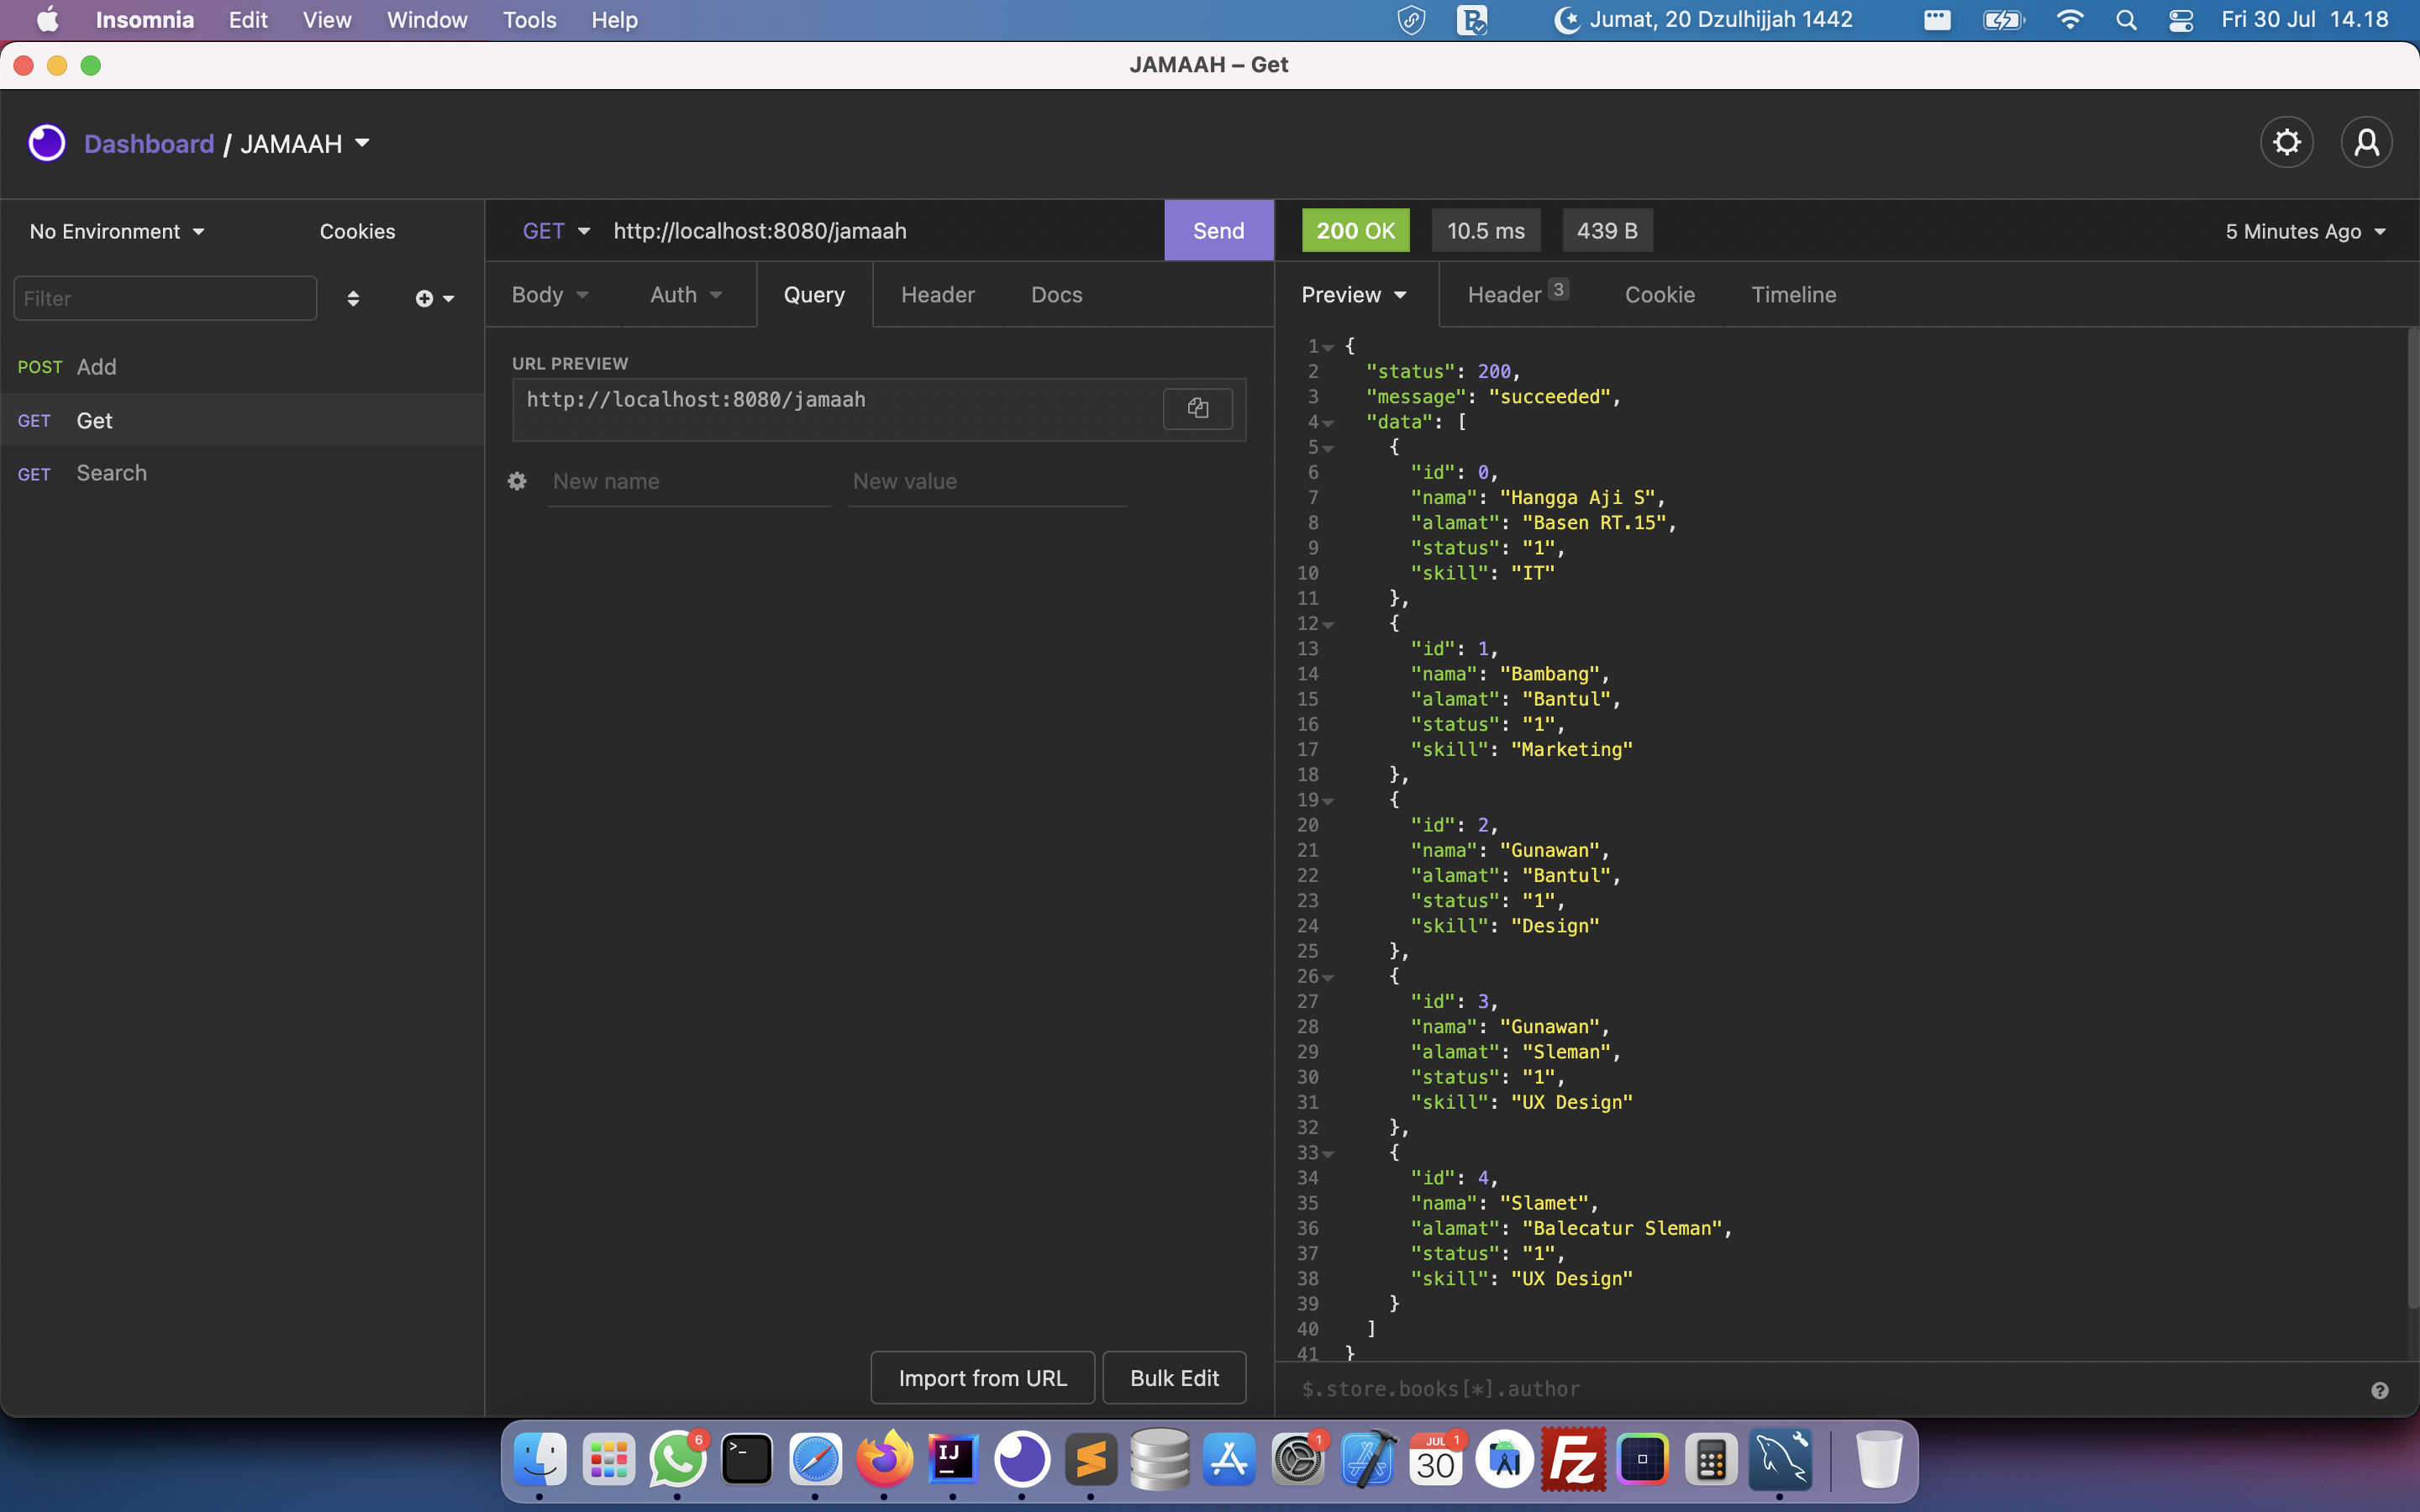 Insomnia Edit View Window Tools Help Jumat, 20 Dzulhijjah 1442 Fri 30 Jul 14.18
JAMAAH – Get
Dashboard / JAMAAH
No Environment Cookies
Filter
POST Add
GET Get
GET Search
GET http://localhost:8080/jamaah Send
Body Auth Query Header Docs
URL PREVIEW
http://localhost:8080/jamaah
New name New value
Import from URL Bulk Edit
200 OK 10.5 ms 439 B 5 Minutes Ago
Preview Header 3 Cookie Timeline
1 {
2 "status": 200,
3 "message": "succeeded",
4 "data": [
5 {
6 "id": 0,
7 "nama": "Hangga Aji S",
8 "alamat": "Basen RT.15",
9 "status": "1",
10 "skill": "IT"
11 },
12 {
13 "id": 1,
14 "nama": "Bambang",
15 "alamat": "Bantul",
16 "status": "1",
17 "skill": "Marketing"
18 },
19 {
20 "id": 2,
21 "nama": "Gunawan",
22 "alamat": "Bantul",
23 "status": "1",
24 "skill": "Design"
25 },
26 {
27 "id": 3,
28 "nama": "Gunawan",
29 "alamat": "Sleman",
30 "status": "1",
31 "skill": "UX Design"
32 },
33 {
34 "id": 4,
35 "nama": "Slamet",
36 "alamat": "Balecatur Sleman",
37 "status": "1",
38 "skill": "UX Design"
39 }
40 ]
41 }
$.store.books[*].author
6 IJ 1 JUL 30 1 Fz